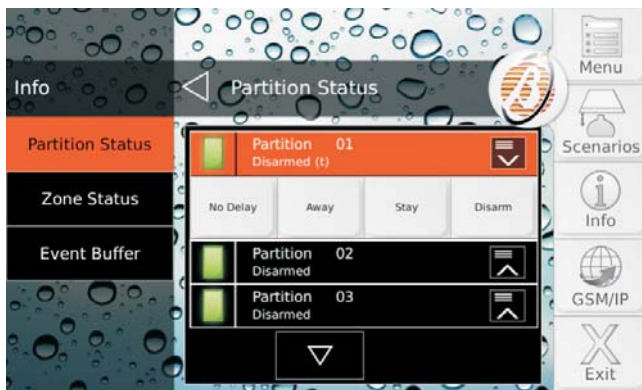 Info
Partition Status
Menu
Partition Status
Zone Status
Event Buffer
Partition 01
Disarmed (t)
No Delay Away Stay Disarm
Partition 02
Disarmed
Partition 03
Disarmed
Scenarios
Info
GSM/IP
Exit